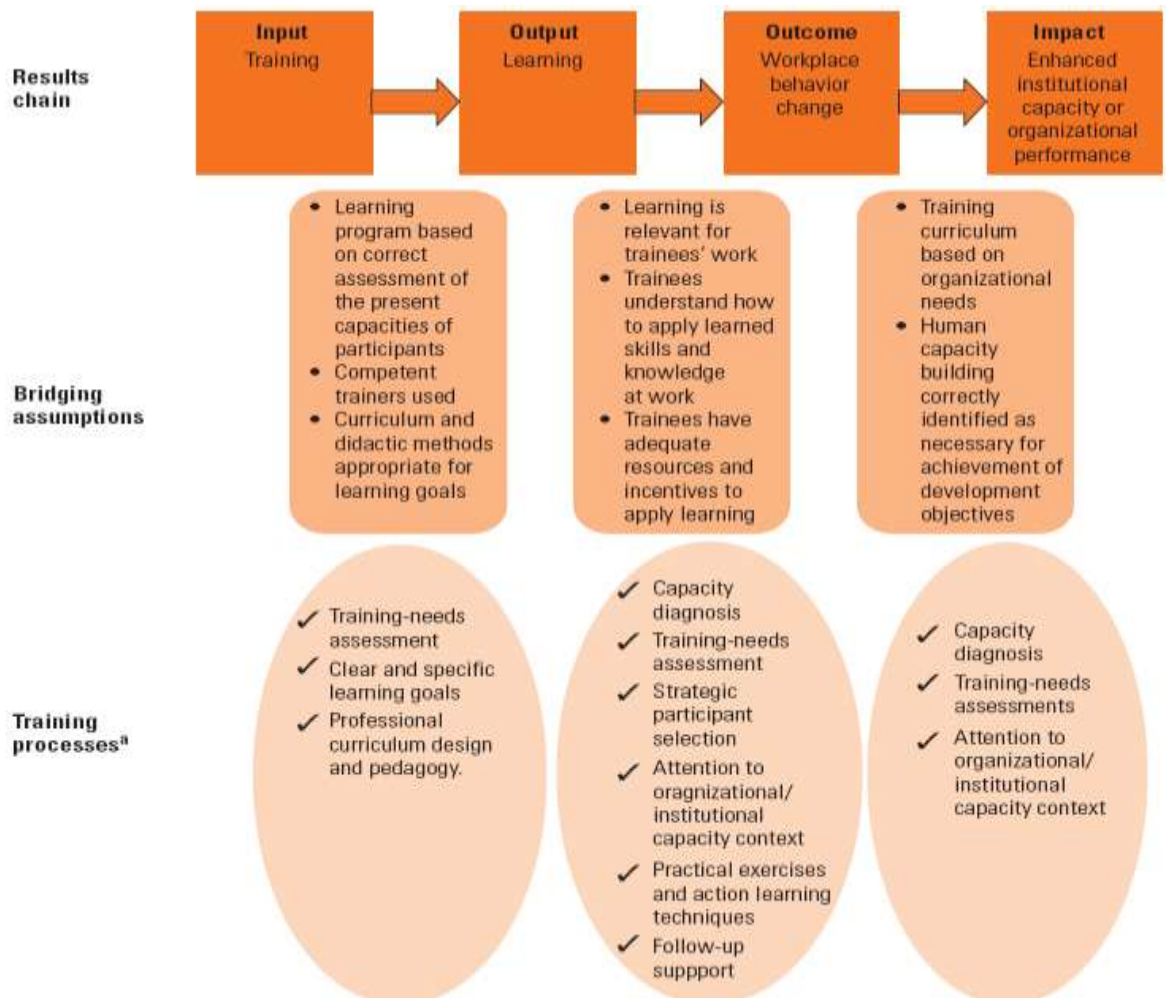 Results
chain
Input
Training
Output
Learning
Outcome
Workplace
behavior
change
Impact
Enhanced
institutional
capacity or
organizational
performance
Bridging
assumptions
• Learning
program based
on correct
assessment of
the present
capacities of
participants
• Competent
trainers used
• Curriculum and
didactic methods
appropriate for
learning goals
• Learning is
relevant for
trainees' work
• Trainees
understand how
to apply learned
skills and
knowledge
at work
• Trainees have
adequate
resources and
incentives to
apply learning
• Training
curriculum
based on
organizational
needs
• Human
capacity
building
correctly
identified as
necessary for
achievement of
development
objectives
Training
processesᵃ
✓ Training-needs
assessment
✓ Clear and specific
learning goals
✓ Professional
curriculum design
and pedagogy.
✓ Capacity
diagnosis
✓ Training-needs
assessment
✓ Strategic
participant
selection
✓ Attention to
oragnizational/
institutional
capacity context
✓ Practical exercises
and action learning
techniques
✓ Follow-up
suppport
✓ Capacity
diagnosis
✓ Training-needs
assessments
✓ Attention to
organizational/
institutional
capacity context